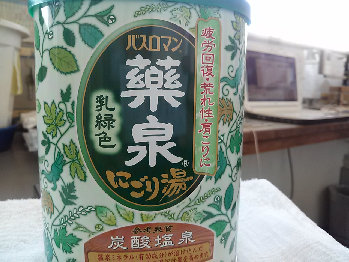 バスロマン
藥泉
®
にごり湯
乳緑色
疲労回復・荒れ性・肩こりに
炭酸塩泉